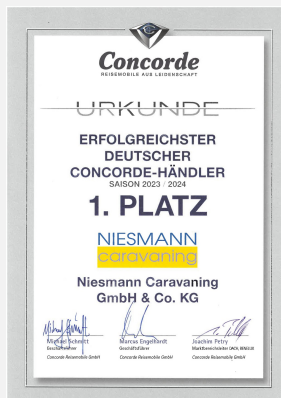 Concorde
REISEMOBILE AUS LEIDENSCHAFT
URKUNDE
ERFOLGREICHSTER
DEUTSCHER
CONCORDE-HÄNDLER
SAISON 2023 / 2024
1. PLATZ
NIESMANN
caravaning
Niesmann Caravaning
GmbH & Co. KG
Michael Schmitt Marcus Engelhardt Joachim Petry
Geschäftsführer Geschäftsführer Marktbereichsleiter
Concorde Reisemobile GmbH Concorde Reisemobile GmbH Concorde Reisemobile GmbH